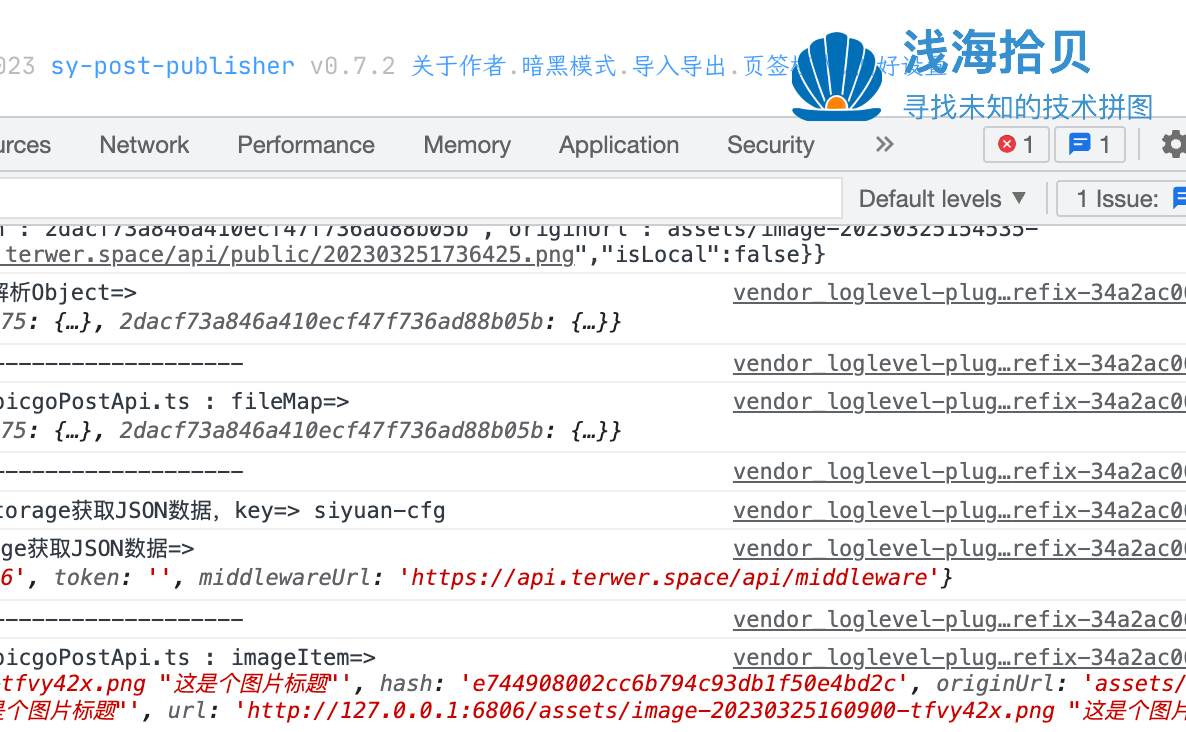 023 sy-post-publisher v0.7.2 关于作者.暗黑模式.导入导出.页签 好设置
浅海拾贝
寻找未知的技术拼图
urces Network Performance Memory Application Security » 1 1
Default levels ▼ 1 Issue:
: "2dacf73a846a410ecf47f736ad88b05b", "originUrl": "assets/image-20230325154535-
.terwer.space/api/public/202303251736425.png","isLocal":false}}
解析Object=> vendor_loglevel-plug…refix-34a2ac0
75: {…}, 2dacf73a846a410ecf47f736ad88b05b: {…}}
------------------- vendor_loglevel-plug…refix-34a2ac0
picgoPostApi.ts : fileMap=> vendor_loglevel-plug…refix-34a2ac0
75: {…}, 2dacf73a846a410ecf47f736ad88b05b: {…}}
------------------- vendor_loglevel-plug…refix-34a2ac0
torage获取JSON数据，key=> siyuan-cfg vendor_loglevel-plug…refix-34a2ac0
ge获取JSON数据=> vendor_loglevel-plug…refix-34a2ac0
6', token: '', middlewareUrl: 'https://api.terwer.space/api/middleware'}
------------------- vendor_loglevel-plug…refix-34a2ac0
picgoPostApi.ts : imageItem=> vendor_loglevel-plug…refix-34a2ac0
-tfvy42x.png "这是个图片标题"', hash: 'e744908002cc6b794c93db1f50e4bd2c', originUrl: 'assets/
是个图片标题"', url: 'http://127.0.0.1:6806/assets/image-20230325160900-tfvy42x.png "这是个图片